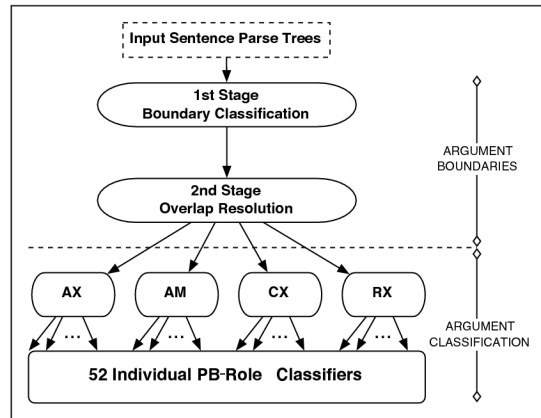 Input Sentence Parse Trees
1st Stage
Boundary Classification
ARGUMENT
BOUNDARIES
2nd Stage
Overlap Resolution
AX
AM
CX
RX
... ... ... ...
ARGUMENT
CLASSIFICATION
52 Individual PB-Role Classifiers